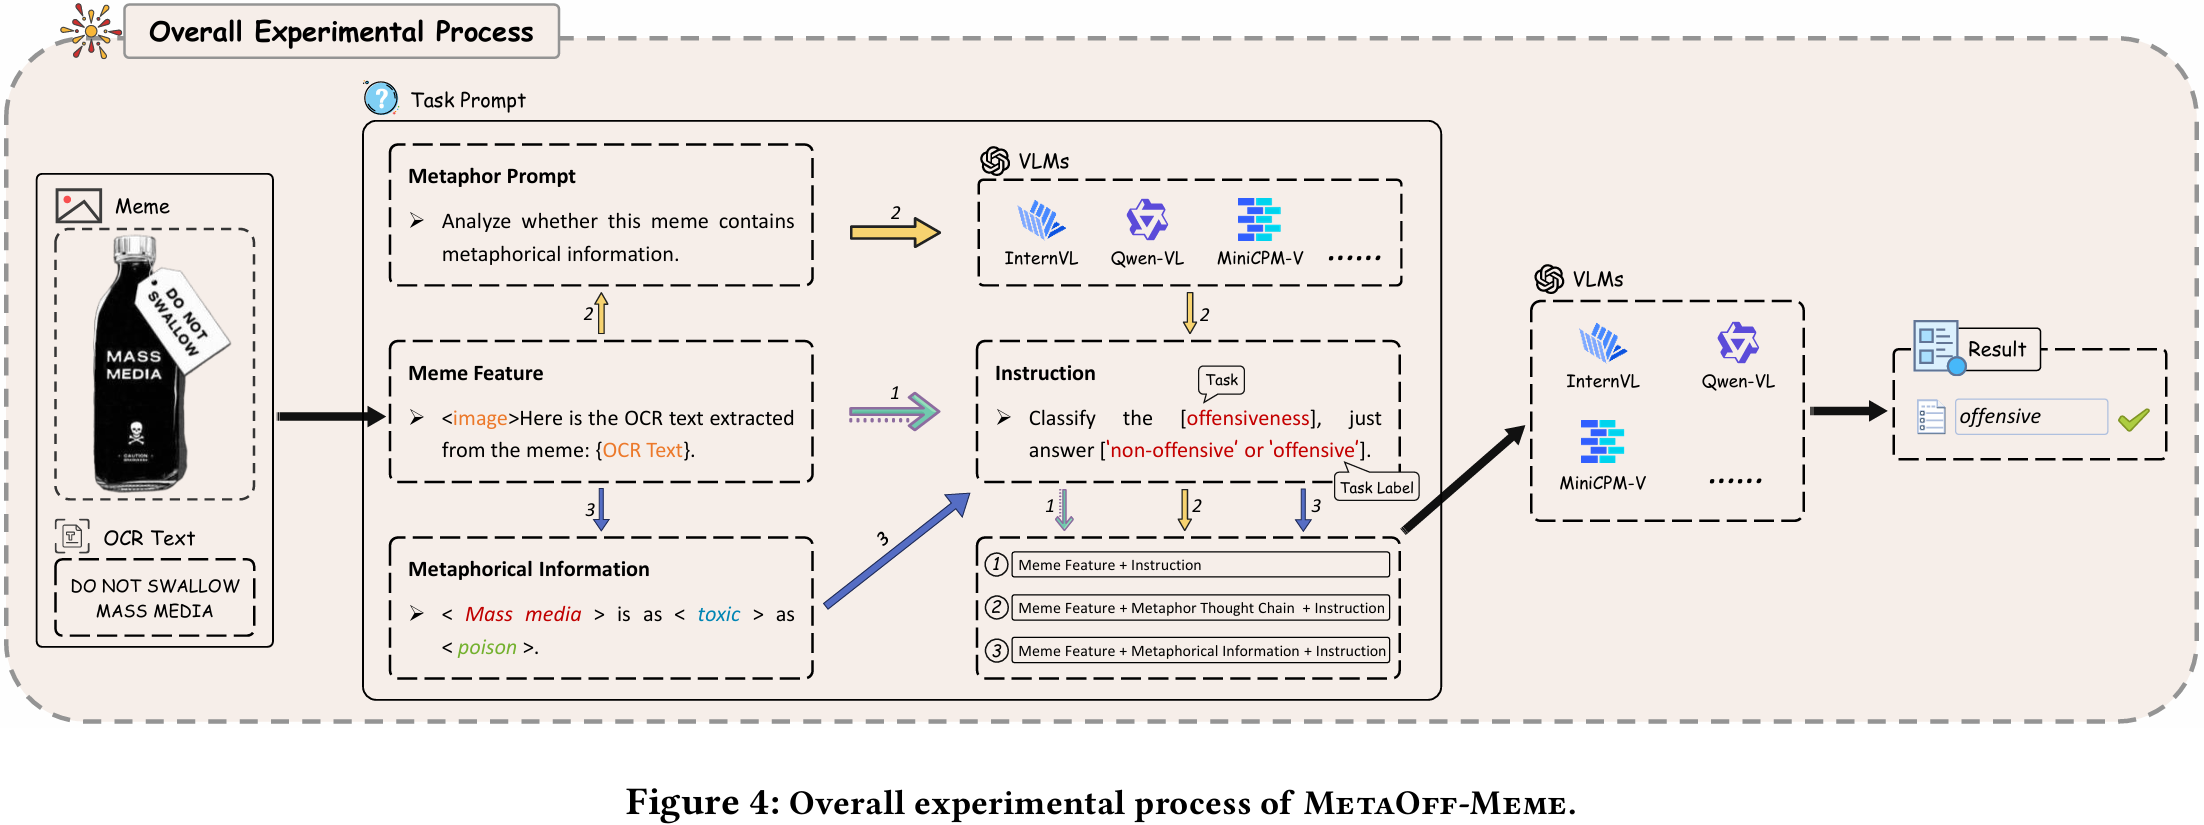 Overall Experimental Process
Meme
DO NOT
SWALLOW
MASS
MEDIA
CAUTION
OCR Text
DO NOT SWALLOW
MASS MEDIA
Task Prompt
Metaphor Prompt
➢ Analyze whether this meme contains
metaphorical information.
2
2
Meme Feature
➢ <image>Here is the OCR text extracted
from the meme: {OCR Text}.
1
3
Metaphorical Information
➢ < Mass media > is as < toxic > as
< poison >.
3
VLMs
InternVL
Qwen-VL
MiniCPM-V
......
2
Instruction
Task
➢ Classify the [offensiveness], just
answer ['non-offensive' or 'offensive'].
Task Label
1
2
3
1 Meme Feature + Instruction
2 Meme Feature + Metaphor Thought Chain + Instruction
3 Meme Feature + Metaphorical Information + Instruction
VLMs
InternVL
Qwen-VL
MiniCPM-V
......
Result
offensive
Figure 4: Overall experimental process of MetaOff-Meme.